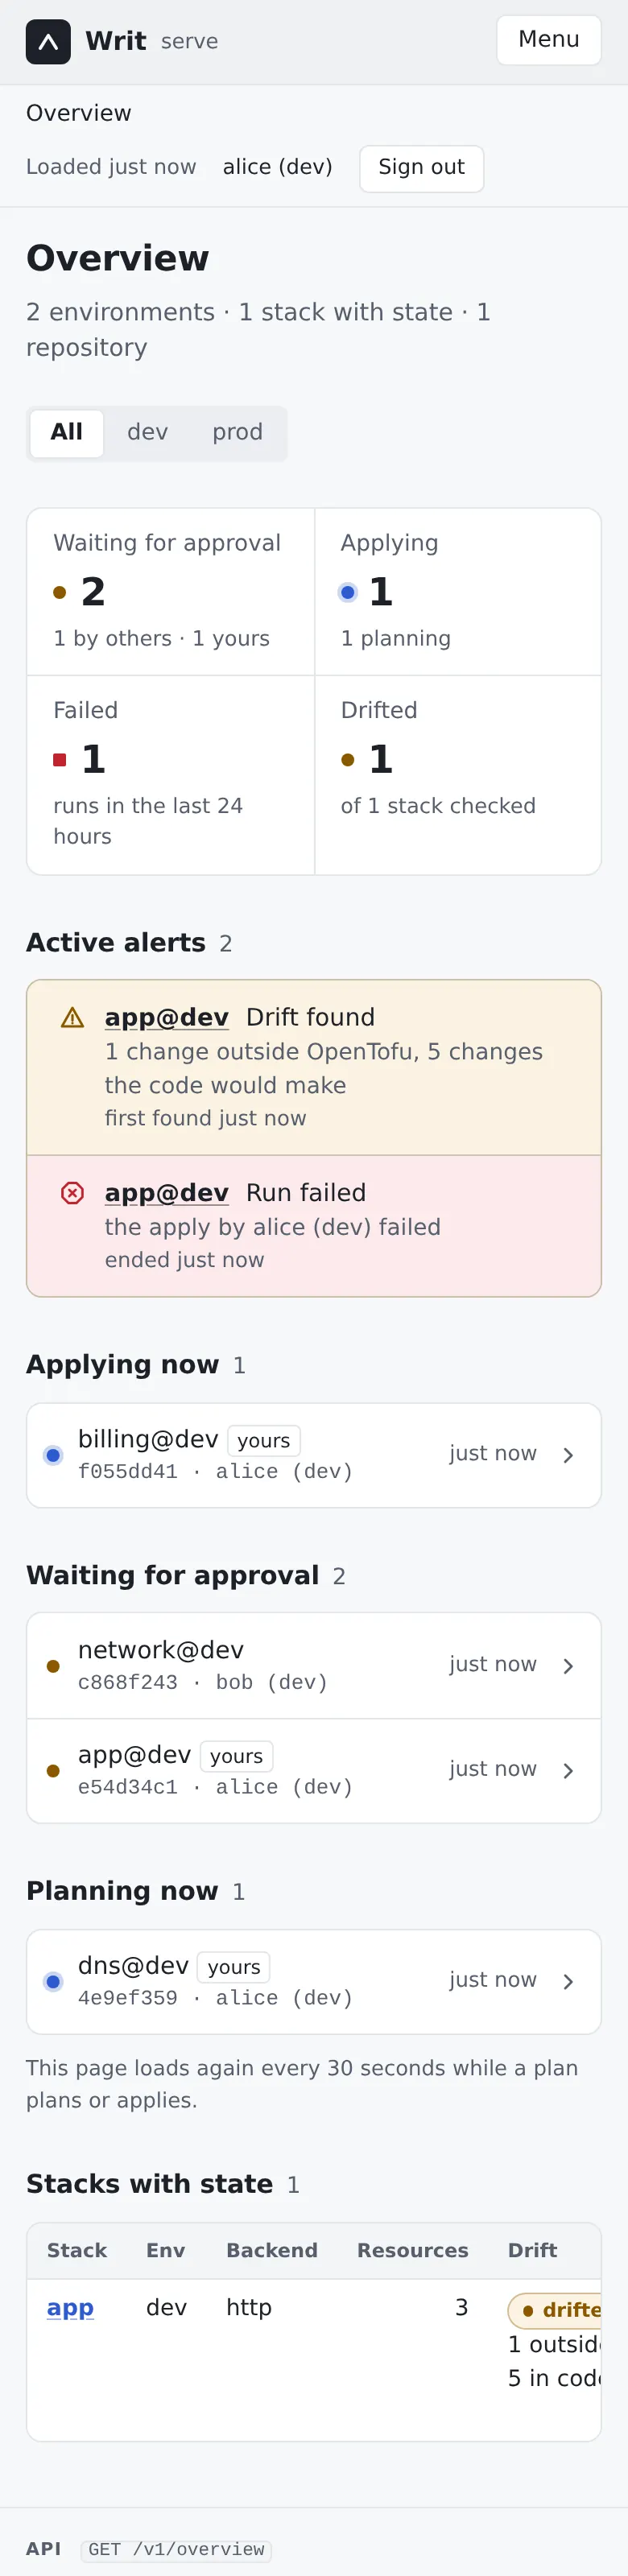 Writ serve
Menu
Overview
Loaded just now alice (dev) Sign out
Overview
2 environments · 1 stack with state · 1
repository
All dev prod
Waiting for approval
2
1 by others · 1 yours
Applying
1
1 planning
Failed
1
runs in the last 24
hours
Drifted
1
of 1 stack checked
Active alerts 2
app@dev Drift found
1 change outside OpenTofu, 5 changes
the code would make
first found just now
app@dev Run failed
the apply by alice (dev) failed
ended just now
Applying now 1
billing@dev yours
f055dd41 · alice (dev)
just now
Waiting for approval 2
network@dev
c868f243 · bob (dev)
just now
app@dev yours
e54d34c1 · alice (dev)
just now
Planning now 1
dns@dev yours
4e9ef359 · alice (dev)
just now
This page loads again every 30 seconds while a plan
plans or applies.
Stacks with state 1
Stack Env Backend Resources Drift
app dev http 3 drifte
1 outsid
5 in cod
API GET /v1/overview